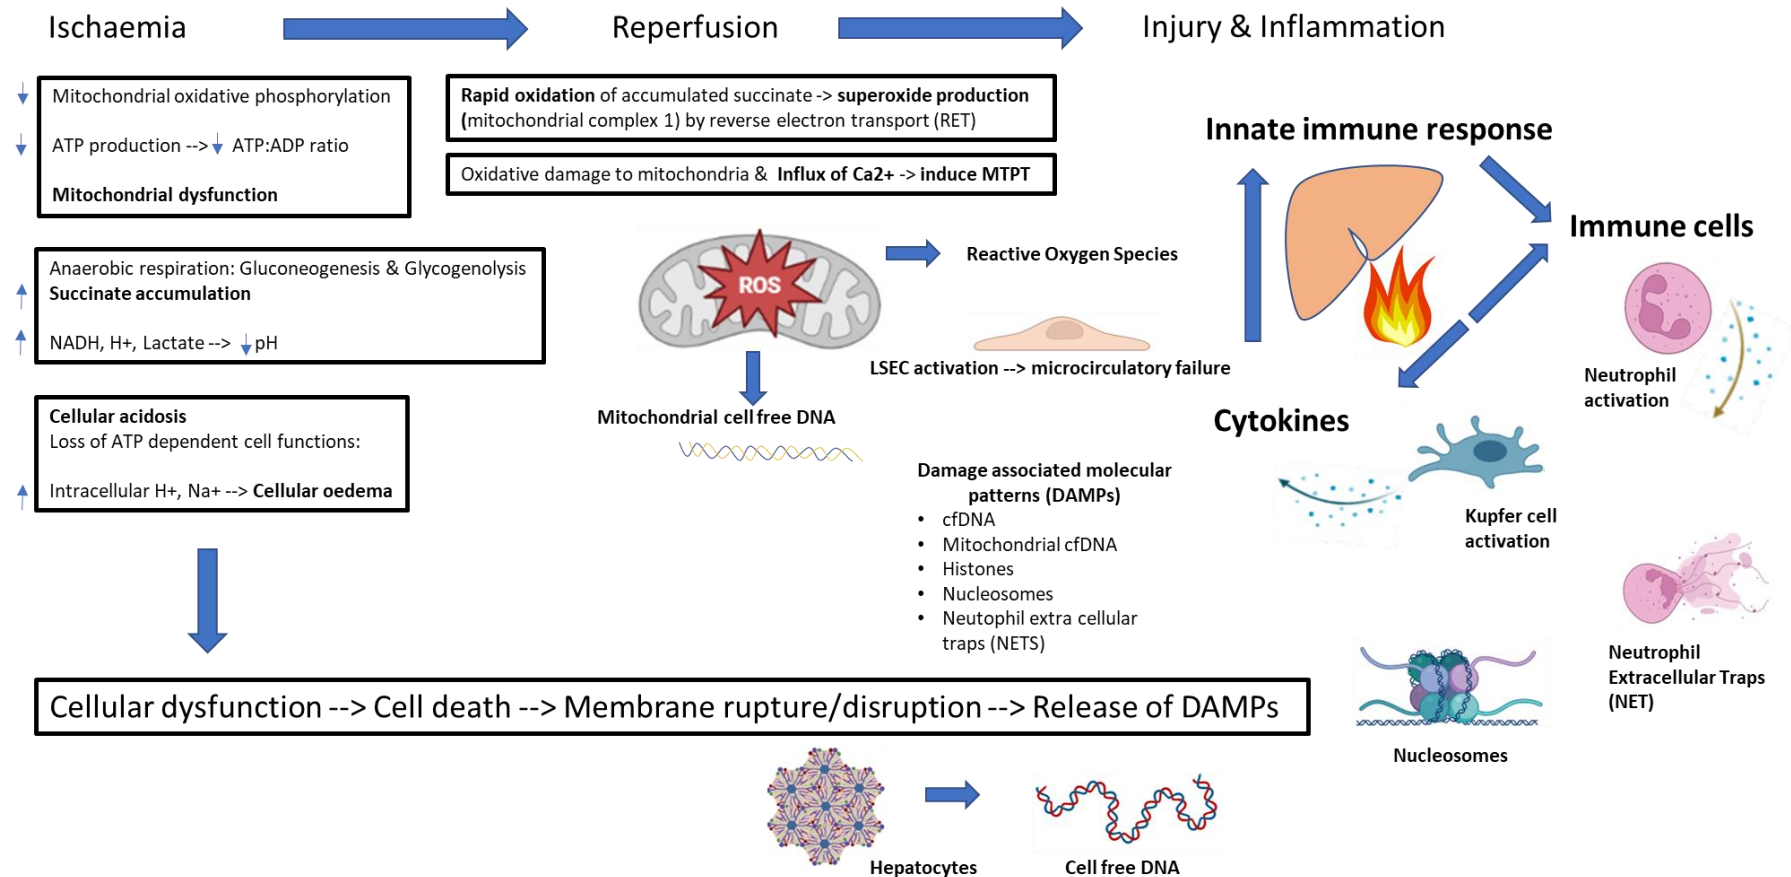 Ischaemia
Reperfusion
Injury & Inflammation
Mitochondrial oxidative phosphorylation
ATP production --> ATP:ADP ratio
Mitochondrial dysfunction
Anaerobic respiration: Gluconeogenesis & Glycogenolysis
Succinate accumulation
NADH, H+, Lactate --> pH
Cellular acidosis
Loss of ATP dependent cell functions:
Intracellular H+, Na+ --> Cellular oedema
Rapid oxidation of accumulated succinate -> superoxide production
(mitochondrial complex 1) by reverse electron transport (RET)
Oxidative damage to mitochondria & Influx of Ca2+ -> induce MTPT
ROS
Reactive Oxygen Species
LSEC activation --> microcirculatory failure
Mitochondrial cell free DNA
Damage associated molecular
patterns (DAMPs)
• cfDNA
• Mitochondrial cfDNA
• Histones
• Nucleosomes
• Neutophil extra cellular
traps (NETS)
Innate immune response
Immune cells
Neutrophil
activation
Cytokines
Kupfer cell
activation
Neutrophil
Extracellular Traps
(NET)
Nucleosomes
Cellular dysfunction --> Cell death --> Membrane rupture/disruption --> Release of DAMPs
Hepatocytes
Cell free DNA